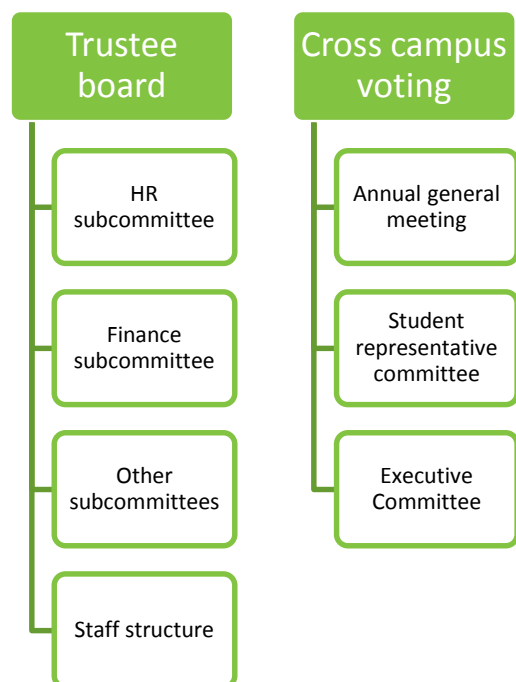 Trustee
board
HR
subcommittee
Finance
subcommittee
Other
subcommittees
Staff structure
Cross campus
voting
Annual general
meeting
Student
representative
committee
Executive
Committee